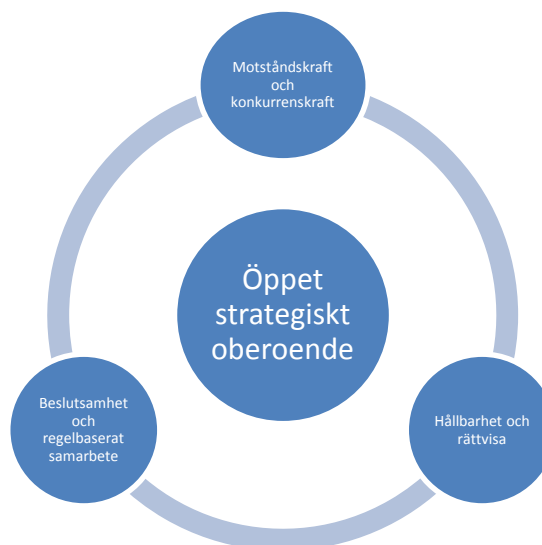 Motståndskraft
och
konkurrenskraft
Öppet
strategiskt
oberoende
Beslutsamhet
och
regelbaserat
samarbete
Hållbarhet och
rättvisa